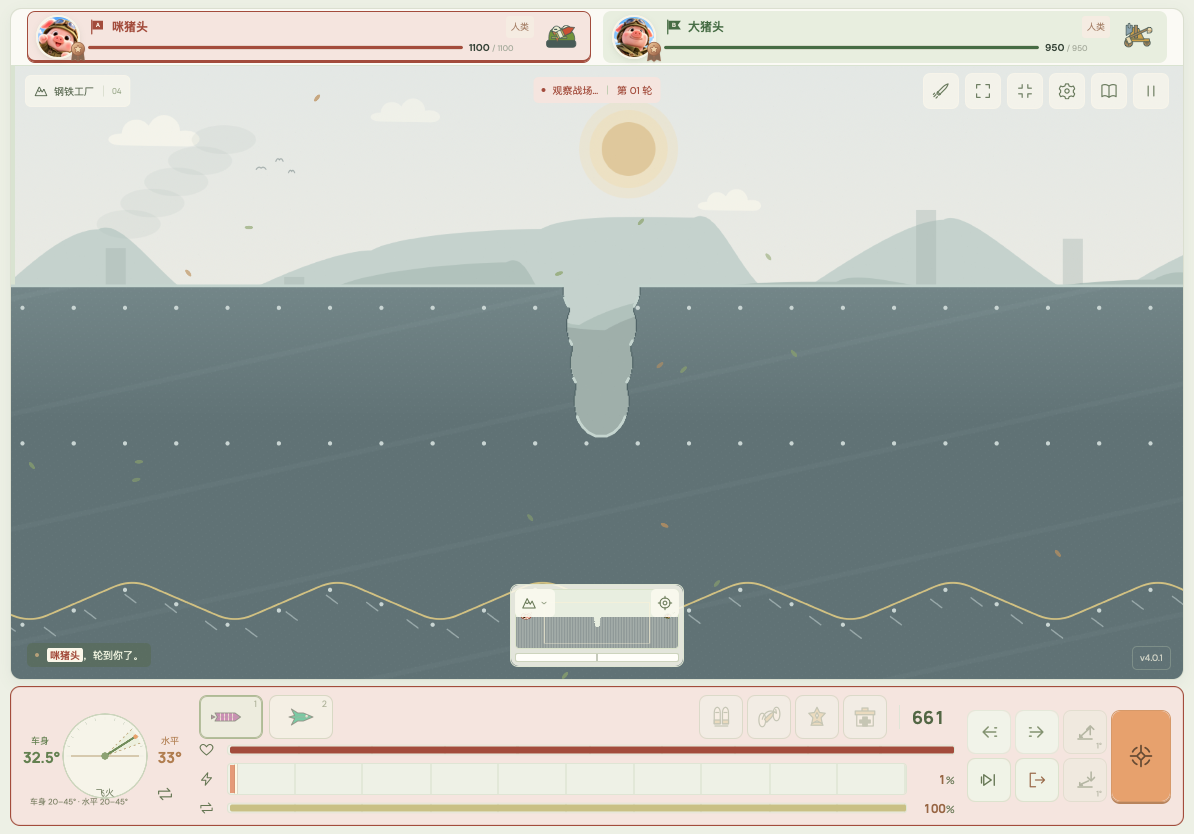 A
咪猪头
人类
1100 / 1100
B
大猪头
人类
950 / 950
钢铁工厂
04
观察战场…
第 01 轮
咪猪头，轮到你了。
v4.0.1
车身
32.5°
水平
33°
飞火
车身 20–45° · 水平 20–45°
1
2
661
1%
100%
1°
1°